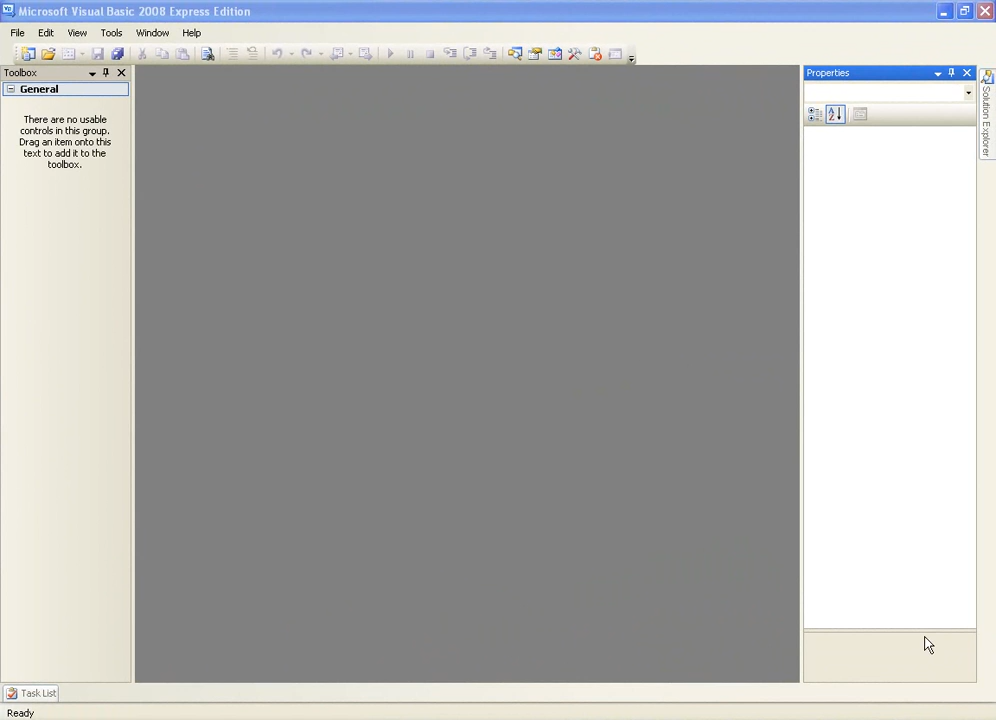 Microsoft Visual Basic 2008 Express Edition
File Edit View Tools Window Help
Toolbox
General
There are no usable
controls in this group.
Drag an item onto this
text to add it to the
toolbox.
Properties
Solution Explorer
Task List
Ready